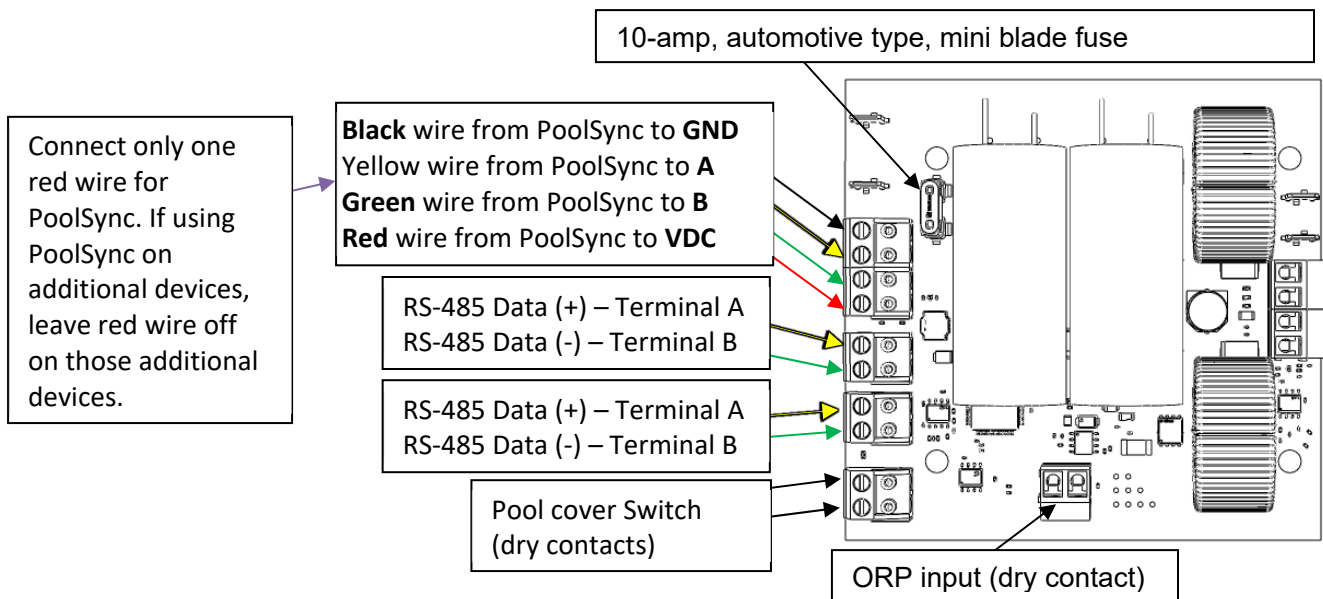 10-amp, automotive type, mini blade fuse
Connect only one
red wire for
PoolSync. If using
PoolSync on
additional devices,
leave red wire off
on those additional
devices.
Black wire from PoolSync to GND
Yellow wire from PoolSync to A
Green wire from PoolSync to B
Red wire from PoolSync to VDC
RS-485 Data (+) – Terminal A
RS-485 Data (-) – Terminal B
RS-485 Data (+) – Terminal A
RS-485 Data (-) – Terminal B
Pool cover Switch
(dry contacts)
ORP input (dry contact)